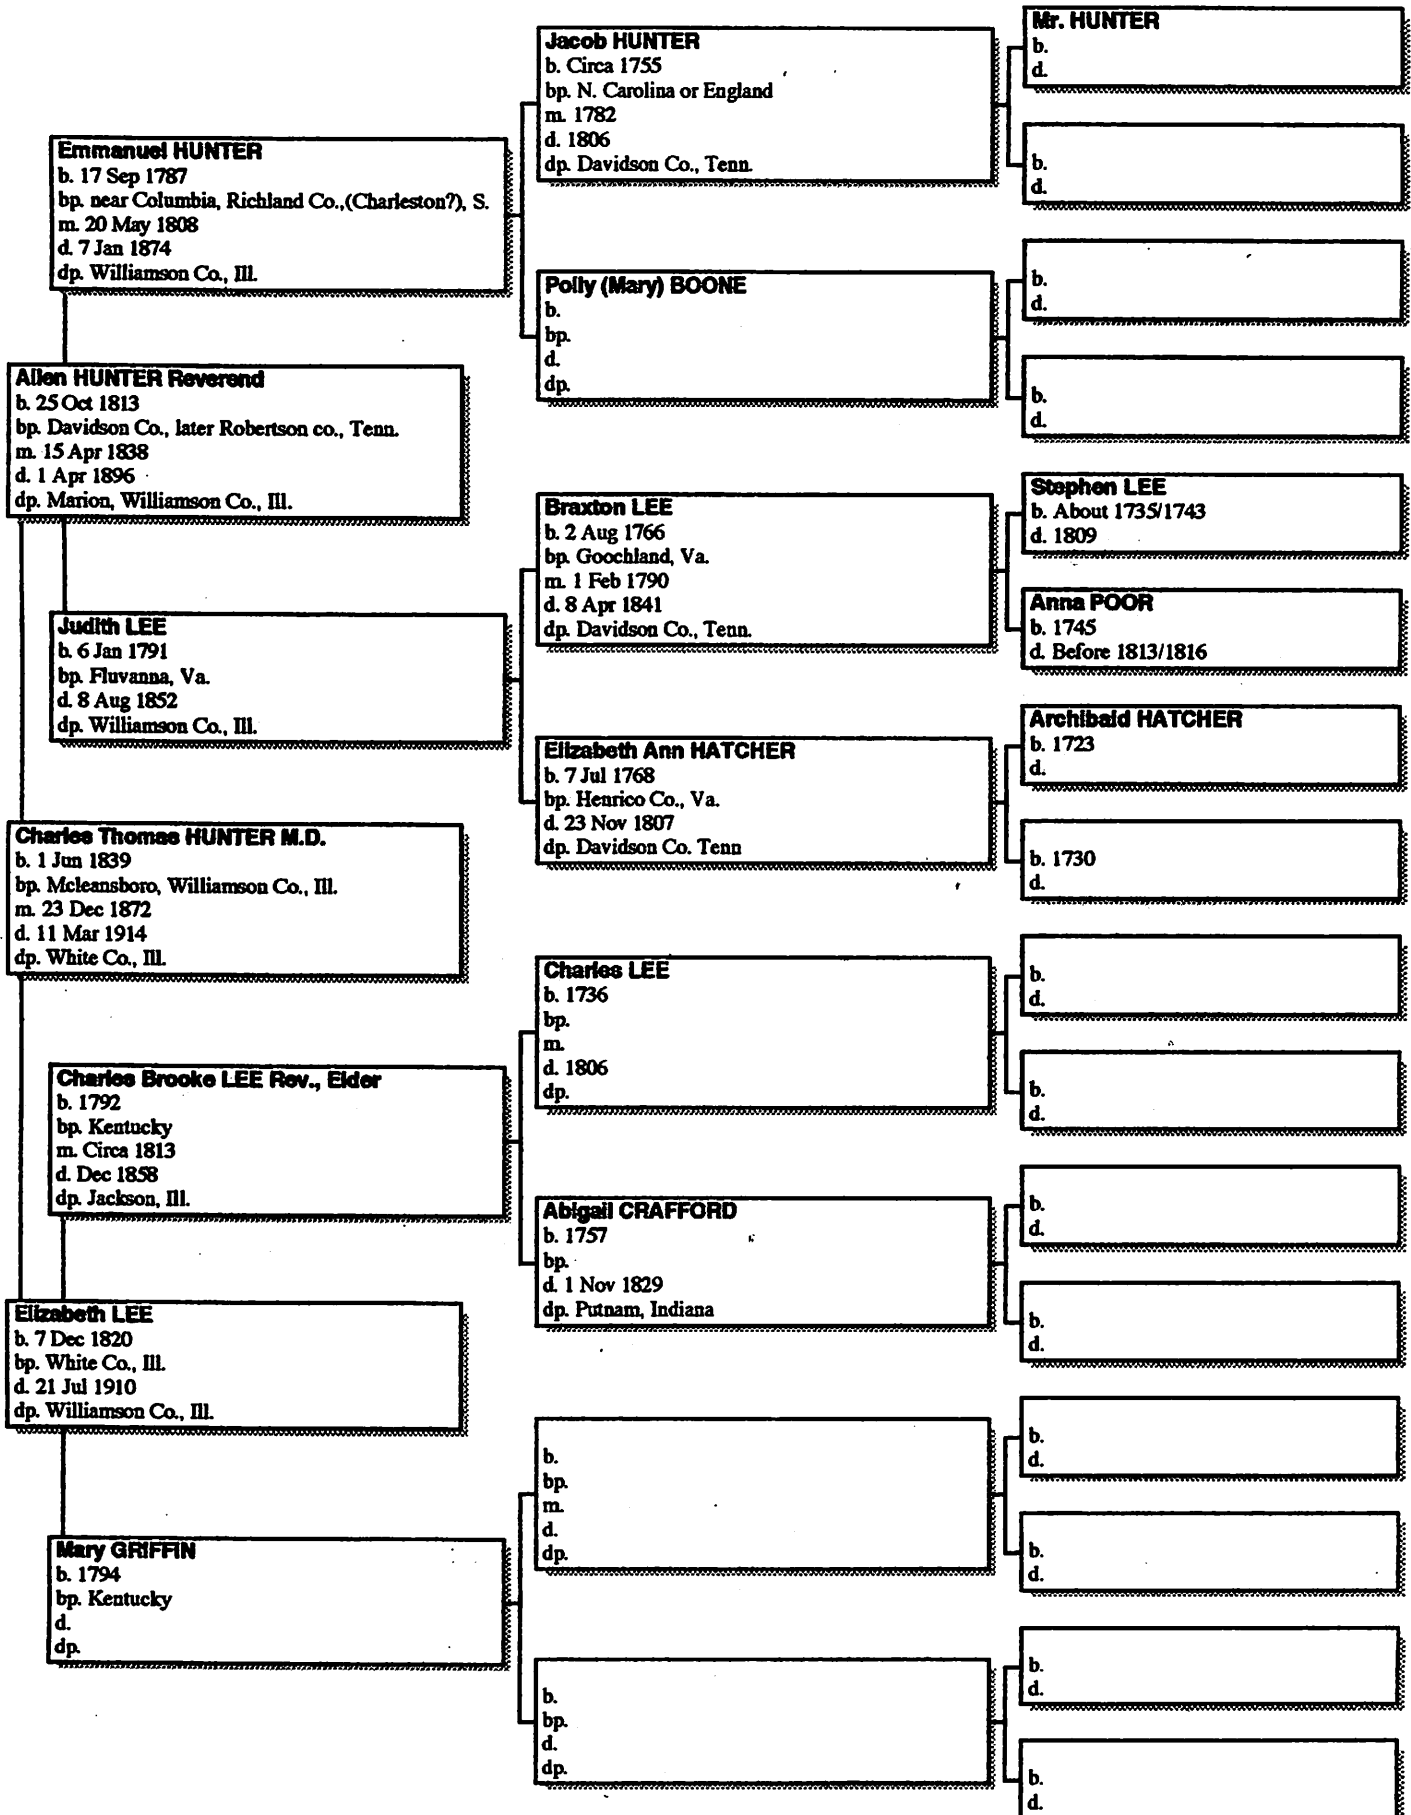 Mr. HUNTER
b.
d.
Jacob HUNTER
b. Circa 1755
bp. N. Carolina or England
m. 1782
d. 1806
dp. Davidson Co., Tenn.
b.
d.
Emmanuel HUNTER
b. 17 Sep 1787
bp. near Columbia, Richland Co.,(Charleston?), S.
m. 20 May 1808
d. 7 Jan 1874
dp. Williamson Co., Ill.
b.
d.
Polly (Mary) BOONE
b.
bp.
d.
dp.
b.
d.
Allen HUNTER Reverend
b. 25 Oct 1813
bp. Davidson Co., later Robertson co., Tenn.
m. 15 Apr 1838
d. 1 Apr 1896
dp. Marion, Williamson Co., Ill.
Stephen LEE
b. About 1735/1743
d. 1809
Braxton LEE
b. 2 Aug 1766
bp. Goochland, Va.
m. 1 Feb 1790
d. 8 Apr 1841
dp. Davidson Co., Tenn.
Anna POOR
b. 1745
d. Before 1813/1816
Judith LEE
b. 6 Jan 1791
bp. Fluvanna, Va.
d. 8 Aug 1852
dp. Williamson Co., Ill.
Archibald HATCHER
b. 1723
d.
Elizabeth Ann HATCHER
b. 7 Jul 1768
bp. Henrico Co., Va.
d. 23 Nov 1807
dp. Davidson Co. Tenn
b. 1730
d.
Charles Thomas HUNTER M.D.
b. 1 Jun 1839
bp. Mcleansboro, Williamson Co., Ill.
m. 23 Dec 1872
d. 11 Mar 1914
dp. White Co., Ill.
b.
d.
Charles LEE
b. 1736
bp.
m.
d. 1806
dp.
b.
d.
Charles Brooke LEE Rev., Elder
b. 1792
bp. Kentucky
m. Circa 1813
d. Dec 1858
dp. Jackson, Ill.
b.
d.
Abigail CRAFFORD
b. 1757
bp.
d. 1 Nov 1829
dp. Putnam, Indiana
b.
d.
Elizabeth LEE
b. 7 Dec 1820
bp. White Co., Ill.
d. 21 Jul 1910
dp. Williamson Co., Ill.
b.
d.
b.
bp.
m.
d.
dp.
b.
d.
Mary GRIFFIN
b. 1794
bp. Kentucky
d.
dp.
b.
d.
b.
bp.
d.
dp.
b.
d.